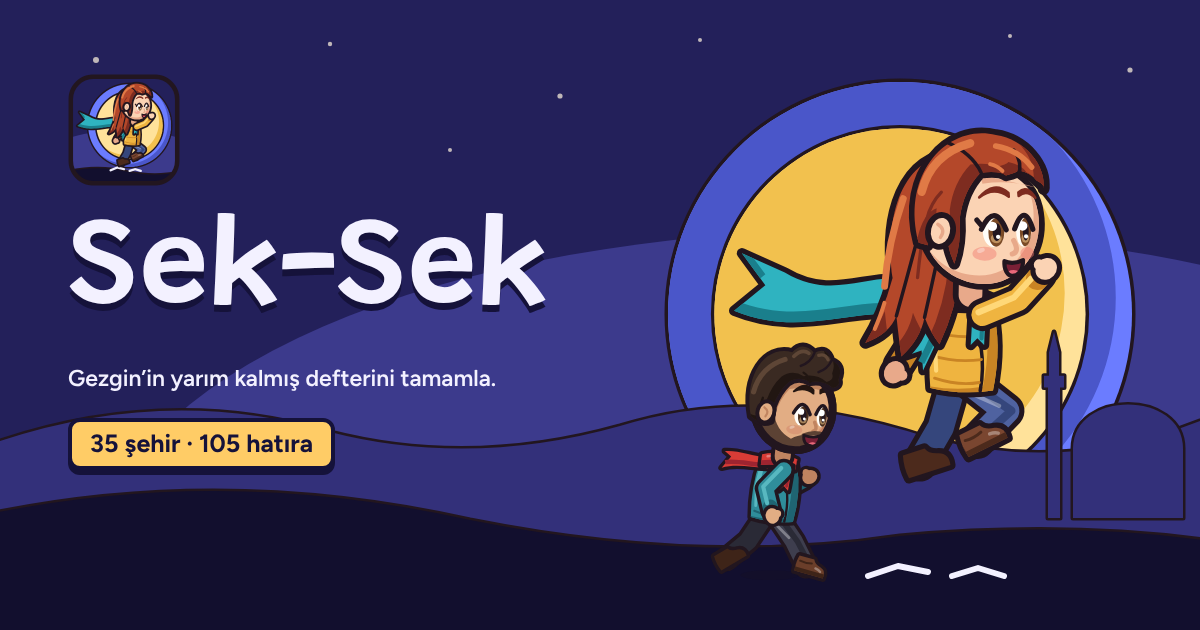 Sek-Sek
Gezgin’in yarım kalmış defterini tamamla.
35 şehir · 105 hatıra